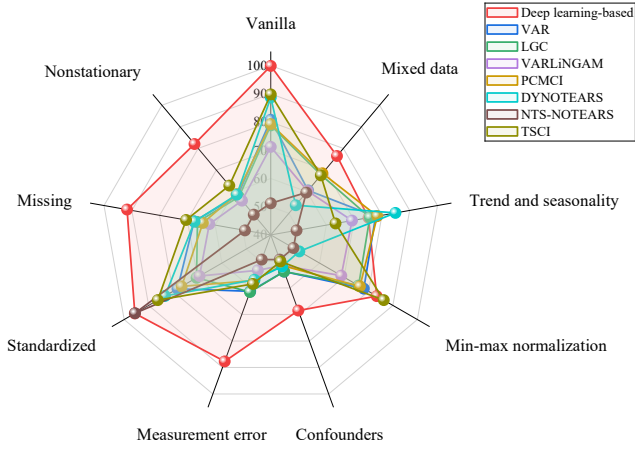 Vanilla
Mixed data
Trend and seasonality
Min-max normalization
Confounders
Measurement error
Standardized
Missing
Nonstationary
100
90
80
60
50
40
Deep learning-based
VAR
LGC
VARLiNGAM
PCMCI
DYNOTEARS
NTS-NOTEARS
TSCI